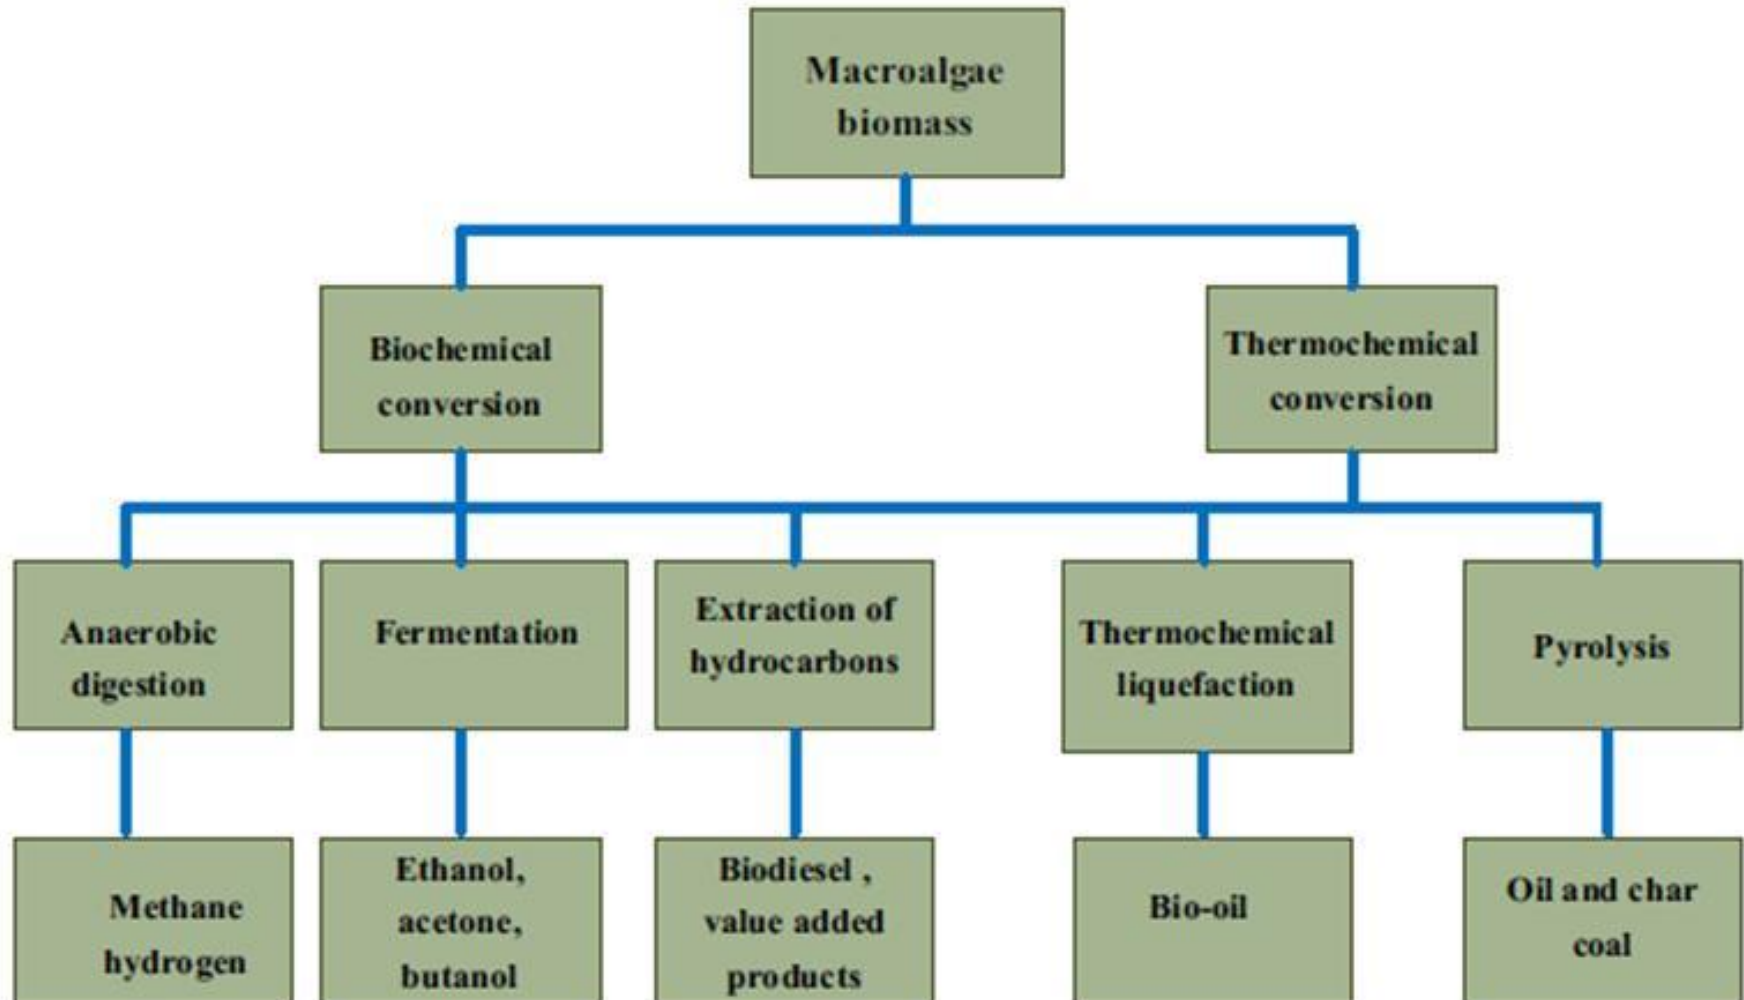 Macroalgae
biomass
Biochemical
conversion
Thermochemical
conversion
Anaerobic
digestion
Fermentation
Extraction of
hydrocarbons
Thermochemical
liquefaction
Pyrolysis
Methane
hydrogen
Ethanol,
acetone,
butanol
Biodiesel ,
value added
products
Bio-oil
Oil and char
coal